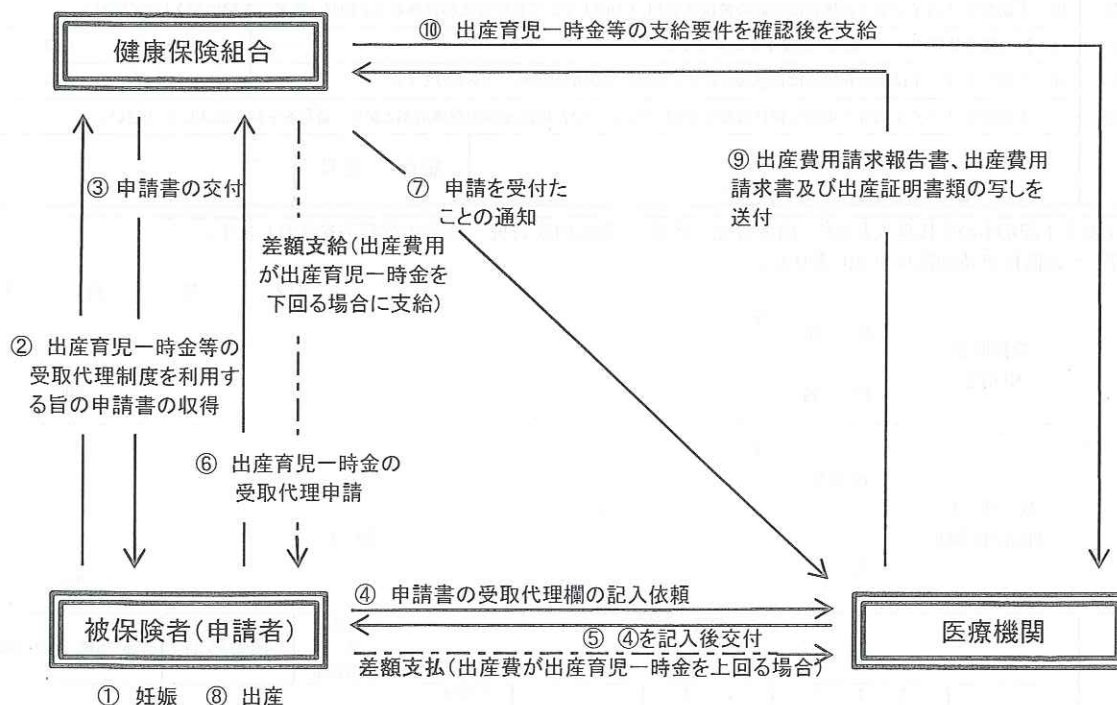 ⑩ 出産育児一時金等の支給要件を確認後を支給
健康保険組合
③ 申請書の交付
⑦ 申請を受付た
ことの通知
⑨ 出産費用請求報告書、出産費用
請求書及び出産証明書類の写しを
送付
差額支給(出産費用
が出産育児一時金を
下回る場合に支給)
② 出産育児一時金等の
受取代理制度を利用す
る旨の申請書の収得
⑥ 出産育児一時金の
受取代理申請
④ 申請書の受取代理欄の記入依頼
被保険者(申請者)
⑤ ④を記入後交付
医療機関
差額支払(出産費が出産育児一時金を上回る場合)
① 妊娠 ⑧ 出産